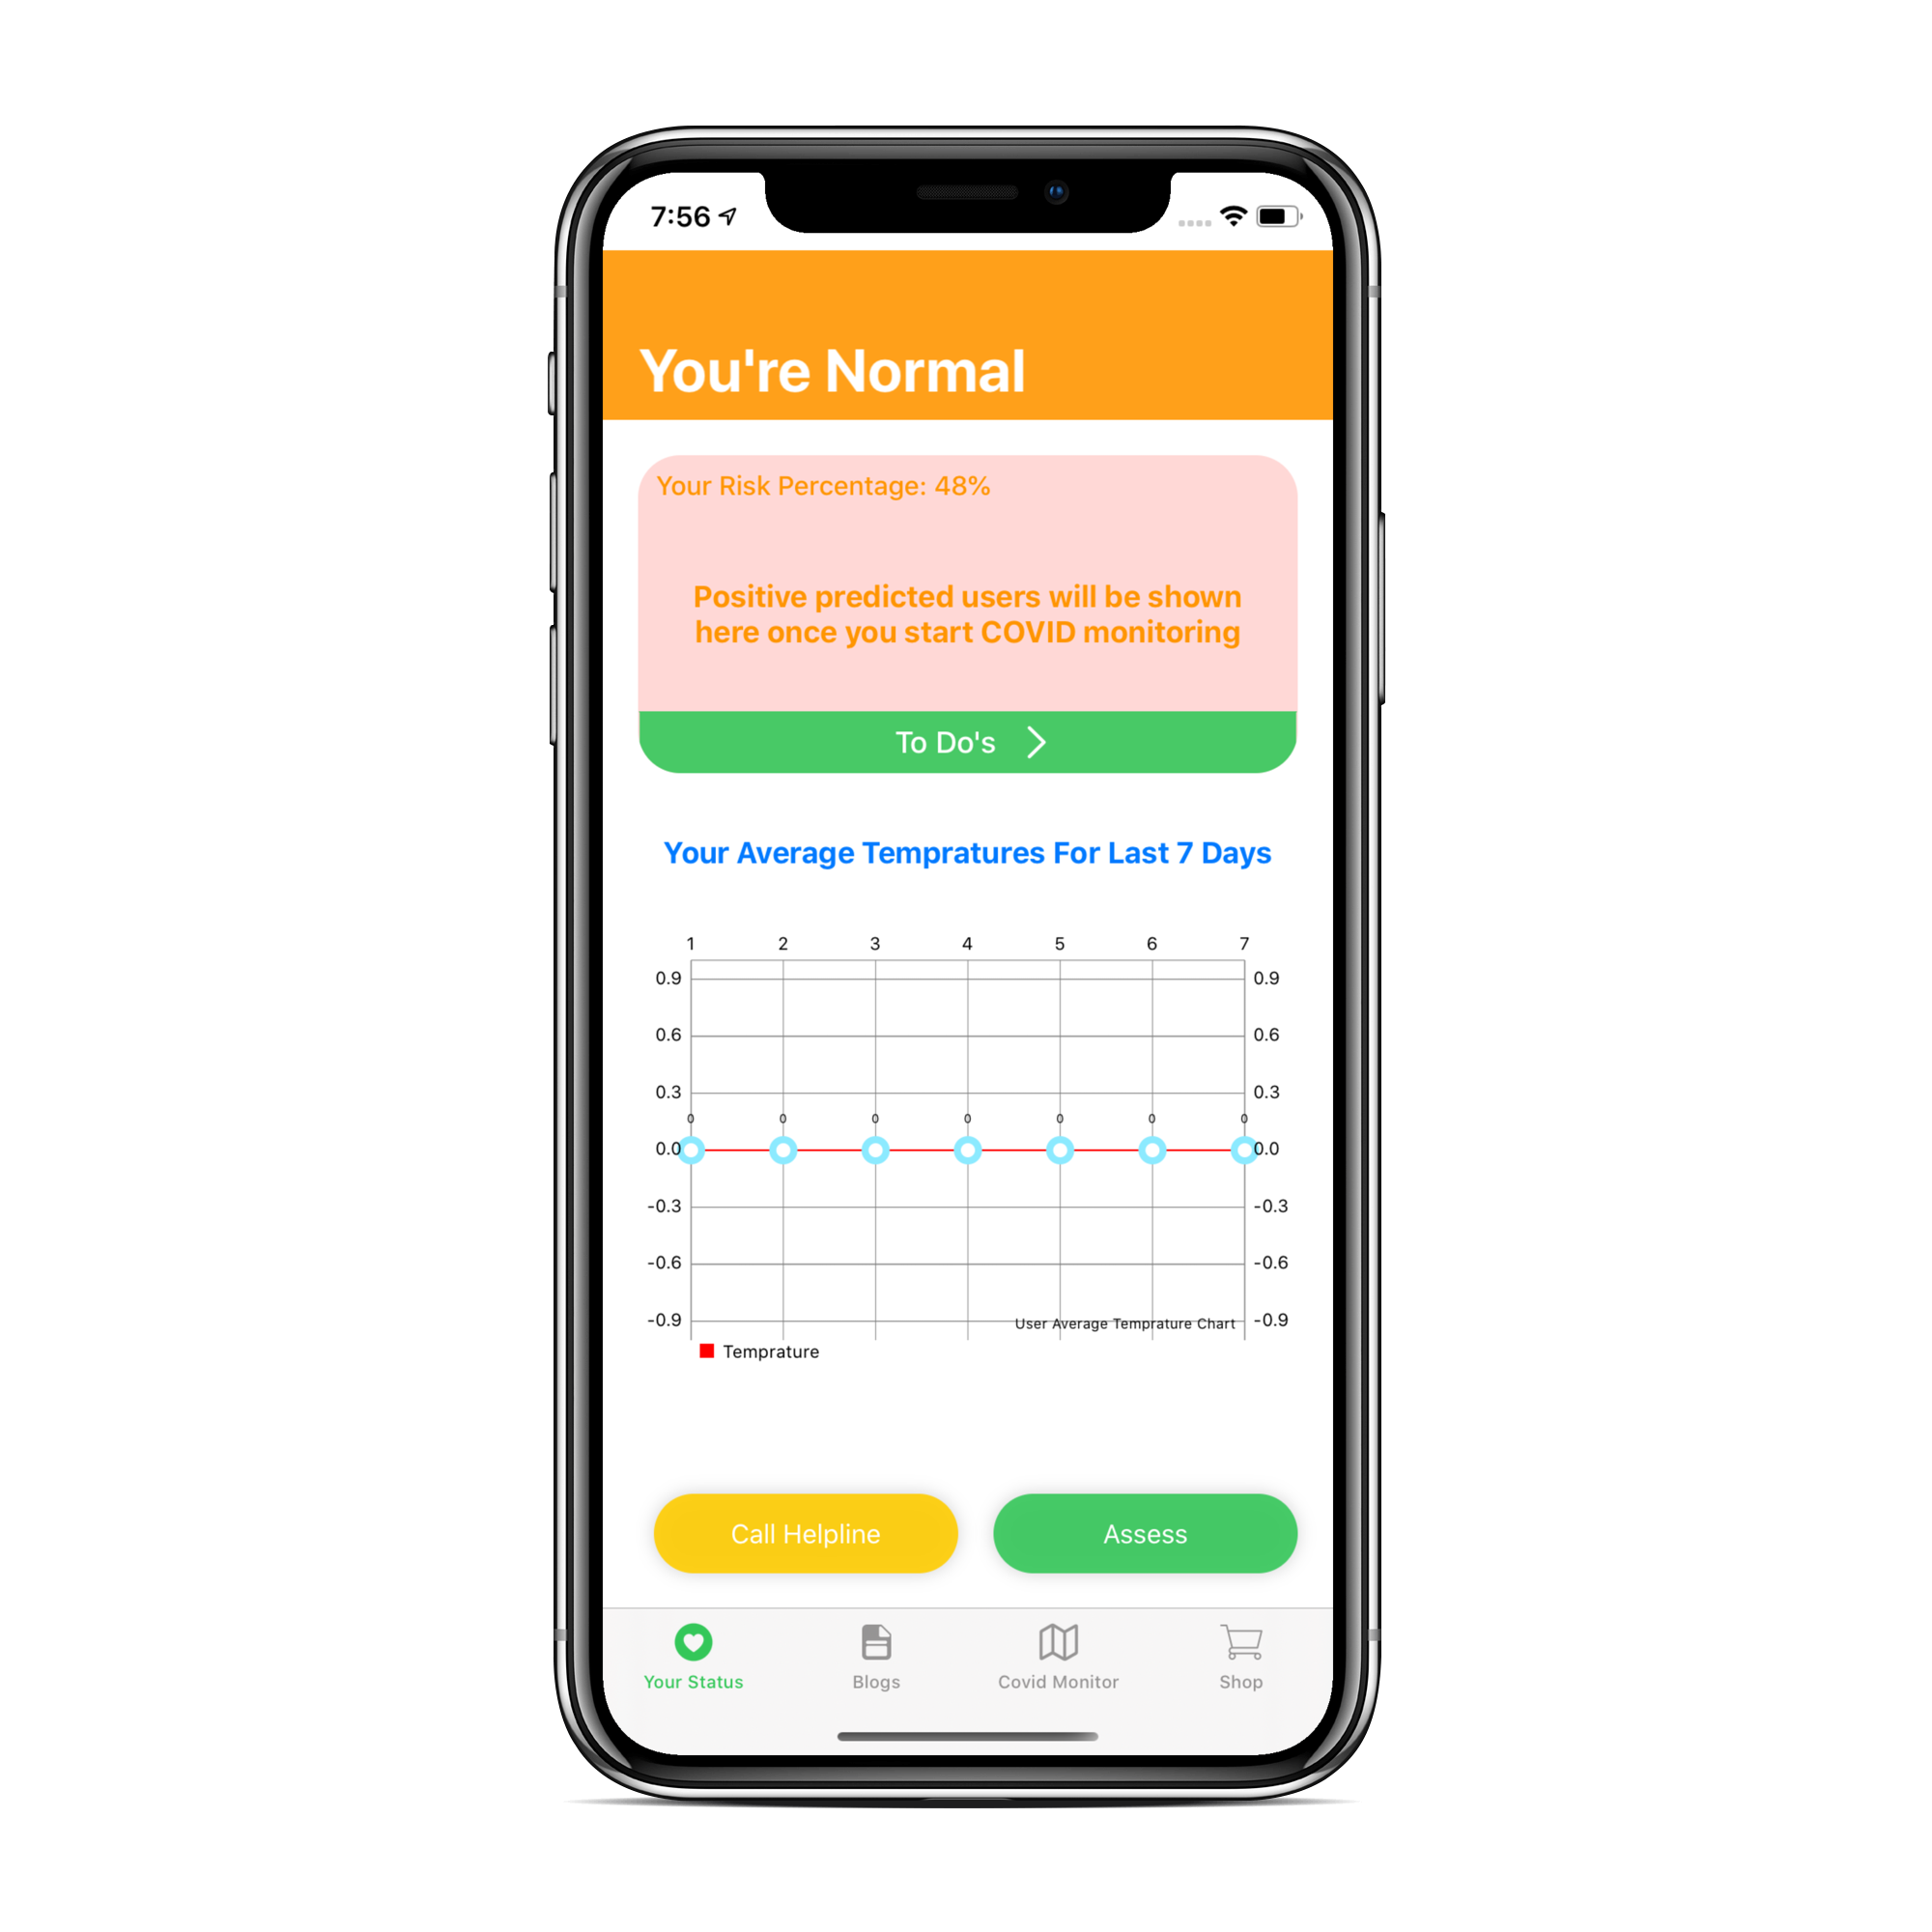 7:56
You're Normal
Your Risk Percentage: 48%
Positive predicted users will be shown
here once you start COVID monitoring
To Do's
Your Average Tempratures For Last 7 Days
1 2 3 4 5 6 7
0.9 0.9
0.6 0.6
0.3 0.3
0 0 0 0 0 0 0
0.0 0.0
-0.3 -0.3
-0.6 -0.6
-0.9 User Average Temprature Chart -0.9
Temprature
Call Helpline Assess
Your Status Blogs Covid Monitor Shop